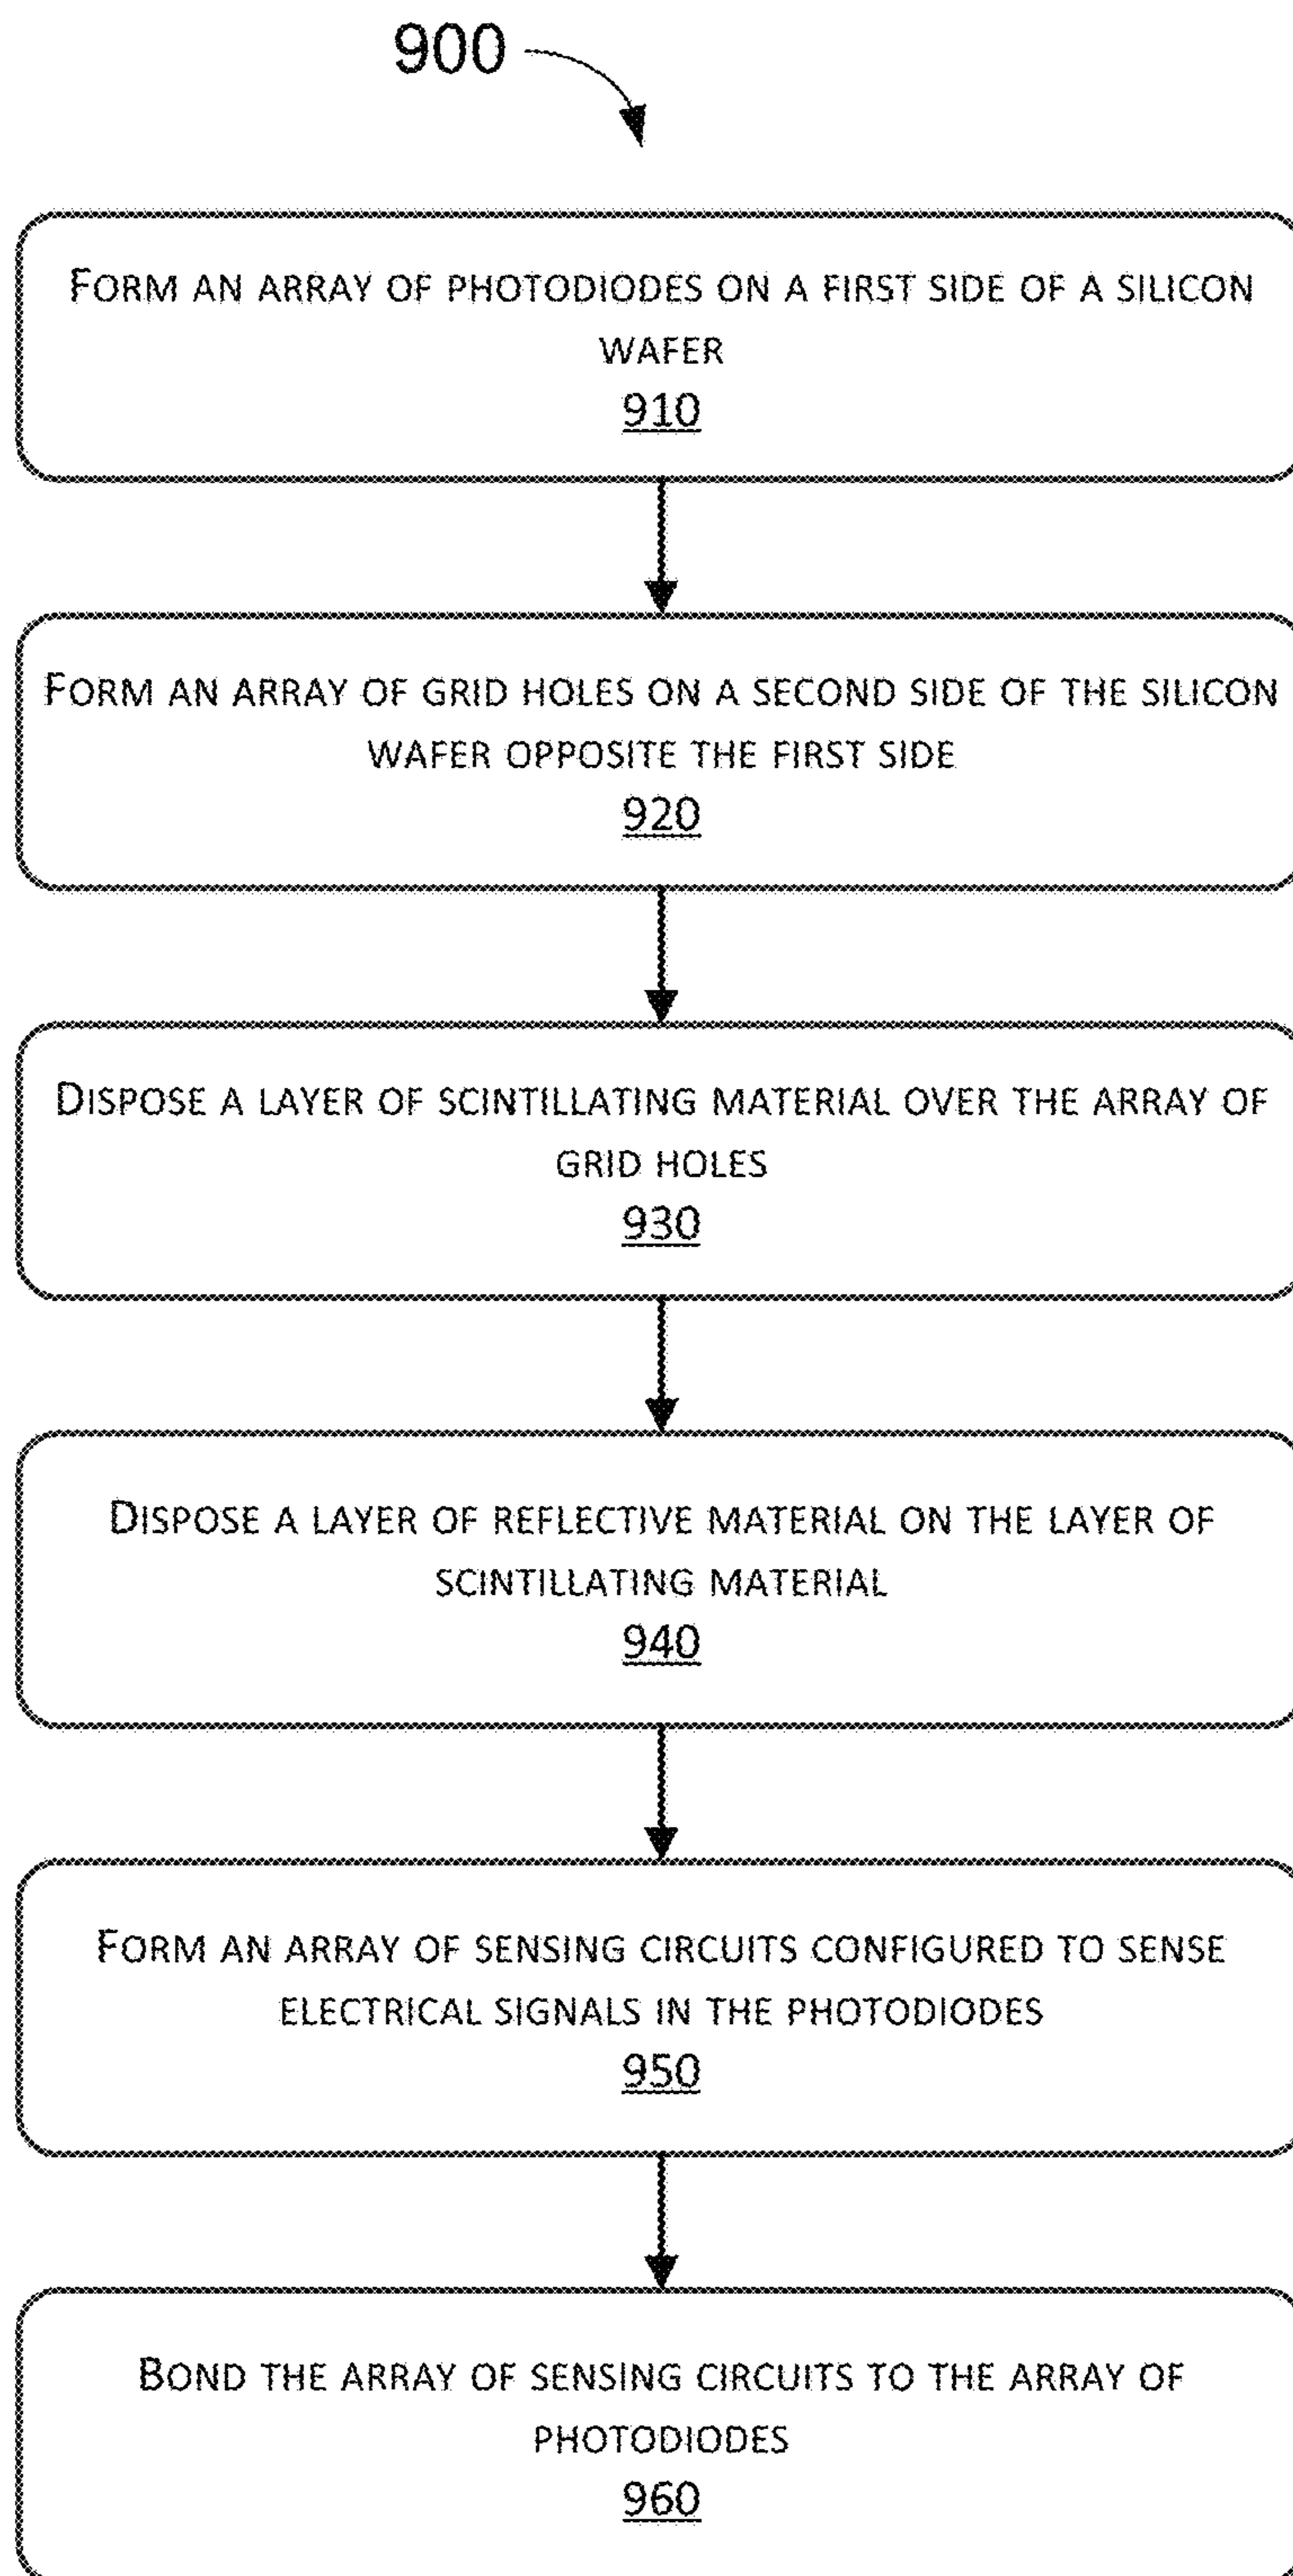 900
FORM AN ARRAY OF PHOTODIODES ON A FIRST SIDE OF A SILICON
WAFER
910
FORM AN ARRAY OF GRID HOLES ON A SECOND SIDE OF THE SILICON
WAFER OPPOSITE THE FIRST SIDE
920
DISPOSE A LAYER OF SCINTILLATING MATERIAL OVER THE ARRAY OF
GRID HOLES
930
DISPOSE A LAYER OF REFLECTIVE MATERIAL ON THE LAYER OF
SCINTILLATING MATERIAL
940
FORM AN ARRAY OF SENSING CIRCUITS CONFIGURED TO SENSE
ELECTRICAL SIGNALS IN THE PHOTODIODES
950
BOND THE ARRAY OF SENSING CIRCUITS TO THE ARRAY OF
PHOTODIODES
960